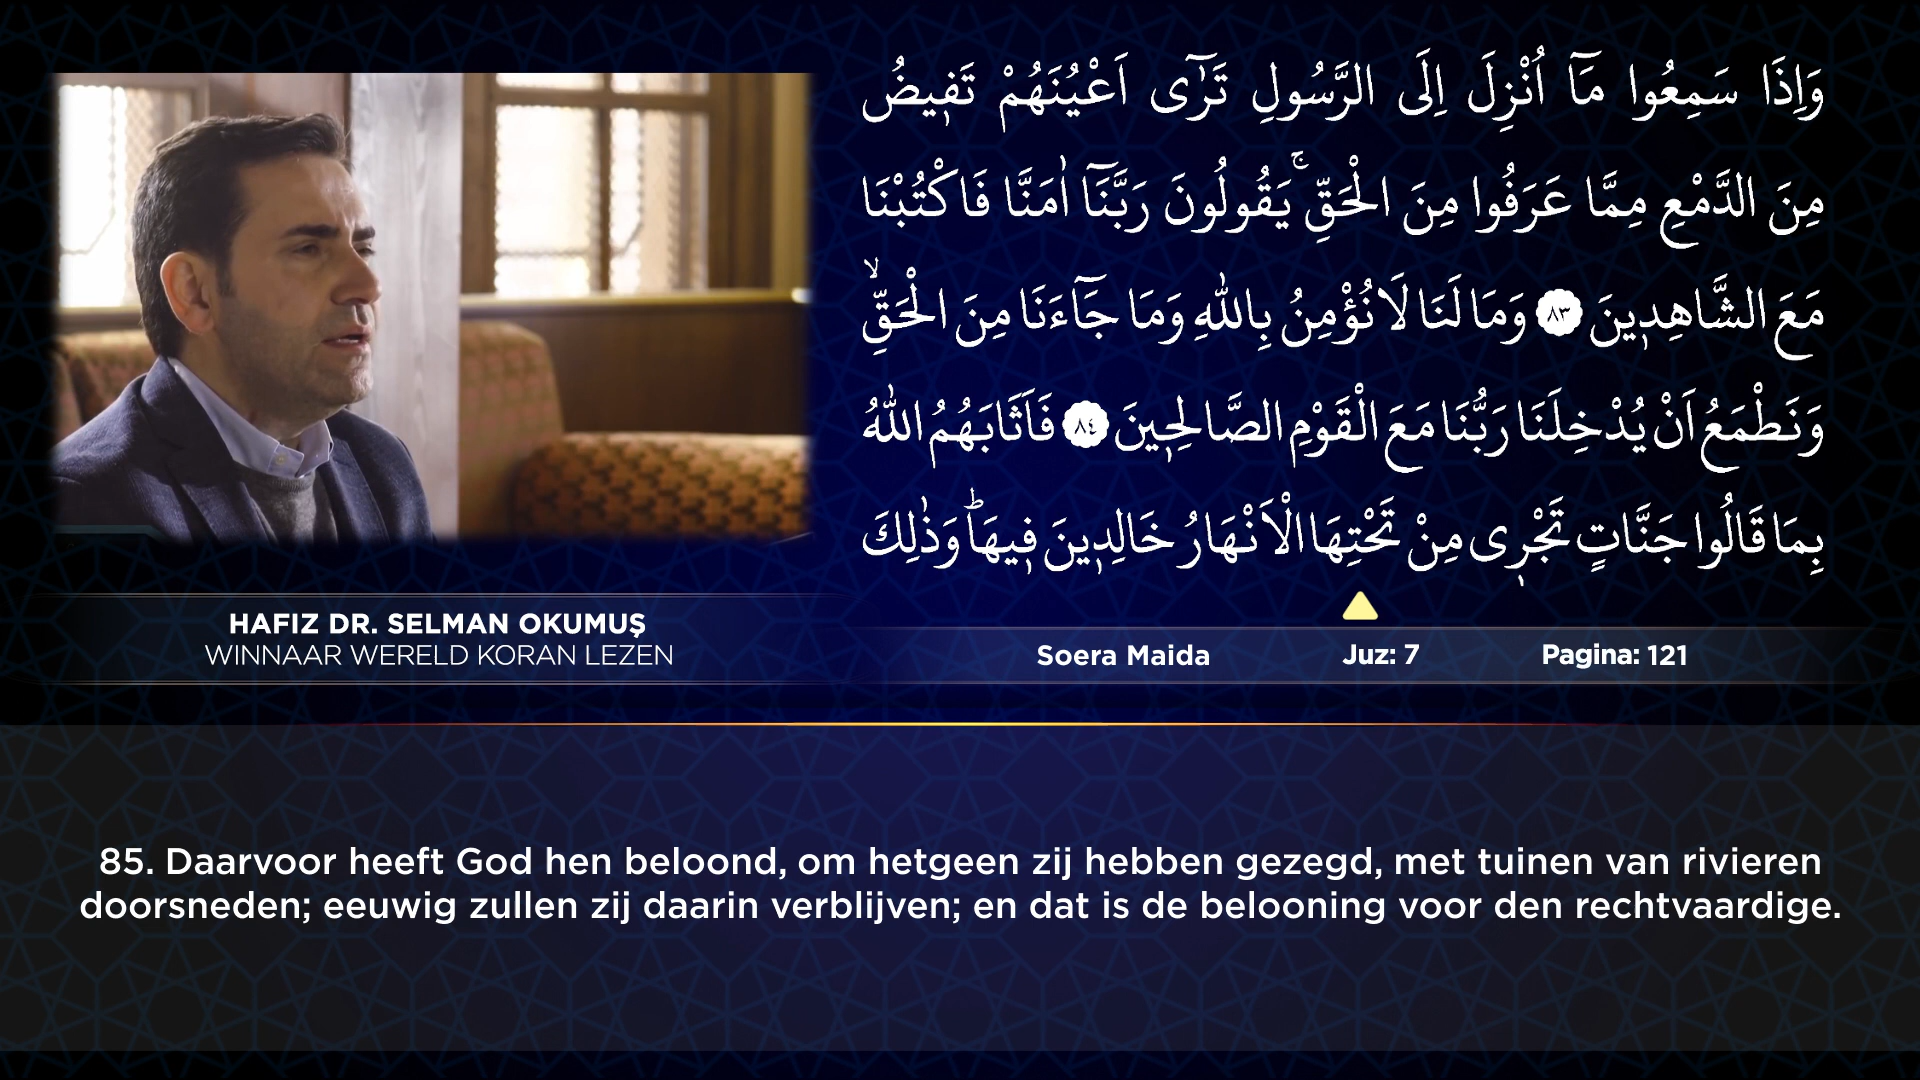 وَاِذَا سَمِعُوا مَٓا اُنْزِلَ اِلَى الرَّسُولِ تَرٰٓى اَعْيُنَهُمْ تَفٖيضُ
مِنَ الدَّمْعِ مِمَّا عَرَفُوا مِنَ الْحَقِّۚ يَقُولُونَ رَبَّنَٓا اٰمَنَّا فَاكْتُبْنَا
مَعَ الشَّاهِدٖينَ ٨٣ وَمَا لَنَا لَا نُؤْمِنُ بِاللّٰهِ وَمَا جَٓاءَنَا مِنَ الْحَقِّۙ
وَنَطْمَعُ اَنْ يُدْخِلَنَا رَبُّنَا مَعَ الْقَوْمِ الصَّالِحٖينَ ٨٤ فَاَثَابَهُمُ اللّٰهُ
بِمَا قَالُوا جَنَّاتٍ تَجْرٖى مِنْ تَحْتِهَا الْاَنْهَارُ خَالِدٖينَ فٖيهَاؕ وَذٰلِكَ
HAFIZ DR. SELMAN OKUMUŞ
WINNAAR WERELD KORAN LEZEN
Soera Maida Juz: 7 Pagina: 121
85. Daarvoor heeft God hen beloond, om hetgeen zij hebben gezegd, met tuinen van rivieren
doorsneden; eeuwig zullen zij daarin verblijven; en dat is de belooning voor den rechtvaardige.